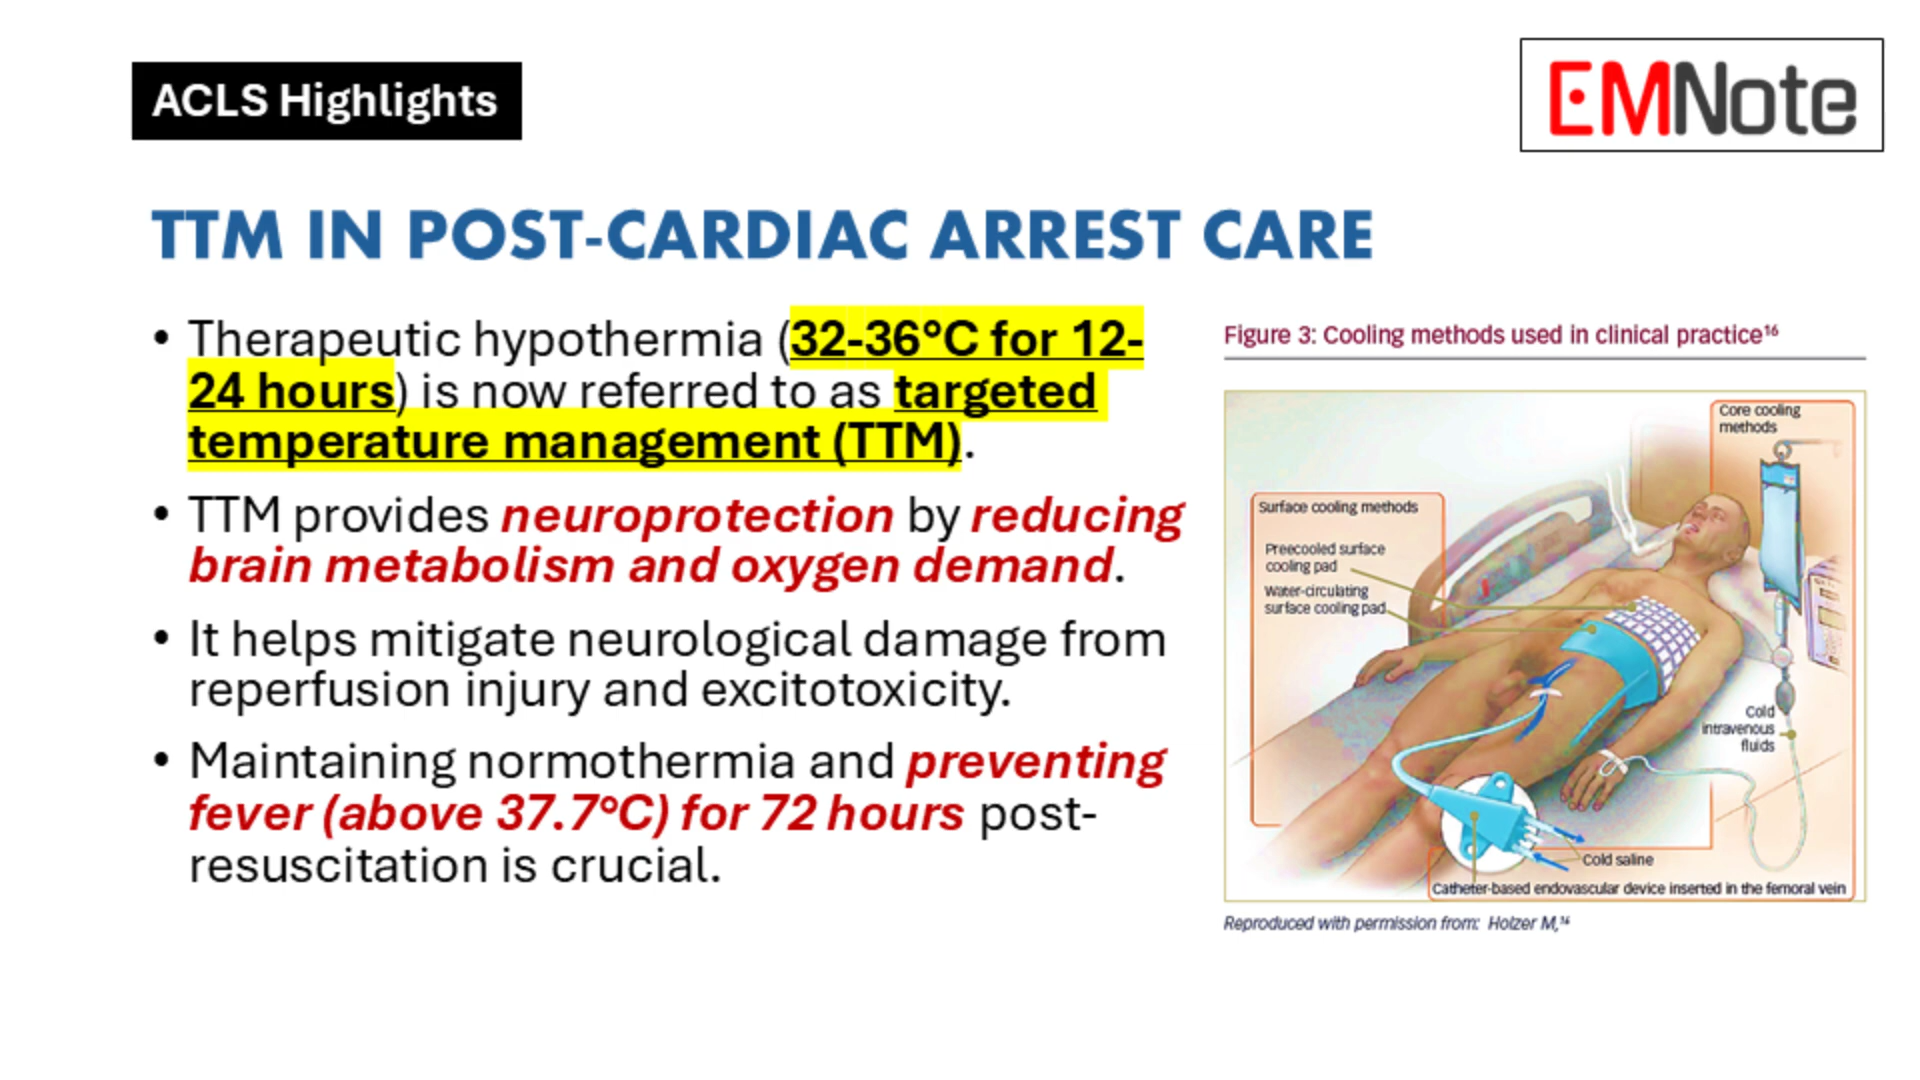 ACLS Highlights
EMNote
TTM IN POST-CARDIAC ARREST CARE
• Therapeutic hypothermia (32-36°C for 12-
24 hours) is now referred to as targeted
temperature management (TTM).
• TTM provides neuroprotection by reducing
brain metabolism and oxygen demand.
• It helps mitigate neurological damage from
reperfusion injury and excitotoxicity.
• Maintaining normothermia and preventing
fever (above 37.7°C) for 72 hours post-
resuscitation is crucial.
Figure 3: Cooling methods used in clinical practice¹⁶
Core cooling
methods
Surface cooling methods
Preecooled surface
cooling pad
Water-circulating
surface cooling pad
Cold
intravenous
fluids
Cold saline
Catheter-based endovascular device inserted in the femoral vein
Reproduced with permission from: Holzer M,¹⁶